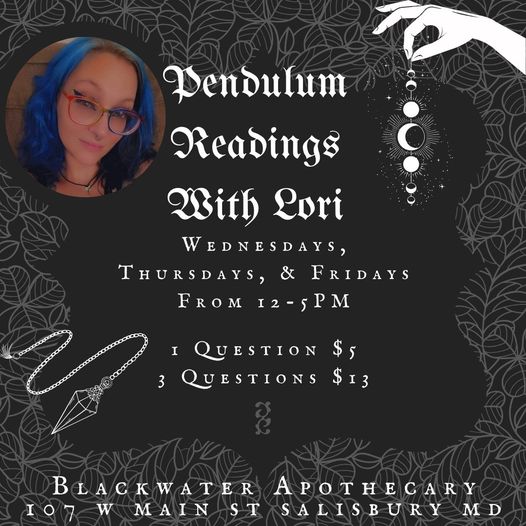 Pendulum
Readings
With Lori
Wednesdays,
Thursdays, & Fridays
From 12-5PM
1 Question $5
3 Questions $13
Blackwater Apothecary
107 W Main St Salisbury MD